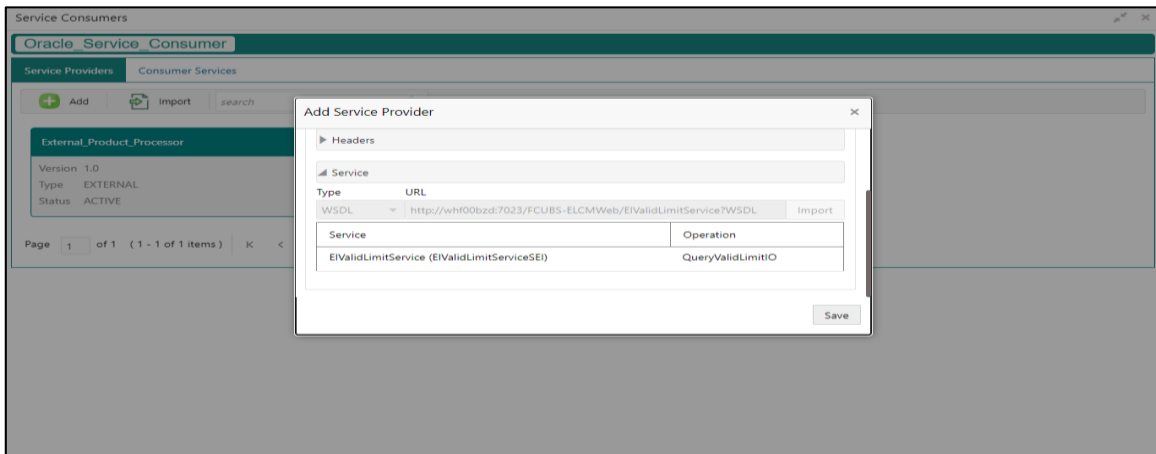 Service Consumers
Oracle_Service_Consumer
Service Providers Consumer Services
Add Import search
External_Product_Processor
Version 1.0
Type EXTERNAL
Status ACTIVE
Page 1 of 1 (1 - 1 of 1 items)
Add Service Provider
Headers
Service
Type URL
WSDL http://whf00bzd:7023/FCUBS-ELCMWeb/ElValidLimitService?WSDL Import
Service Operation
ElValidLimitService (ElValidLimitServiceSEI) QueryValidLimitIO
Save